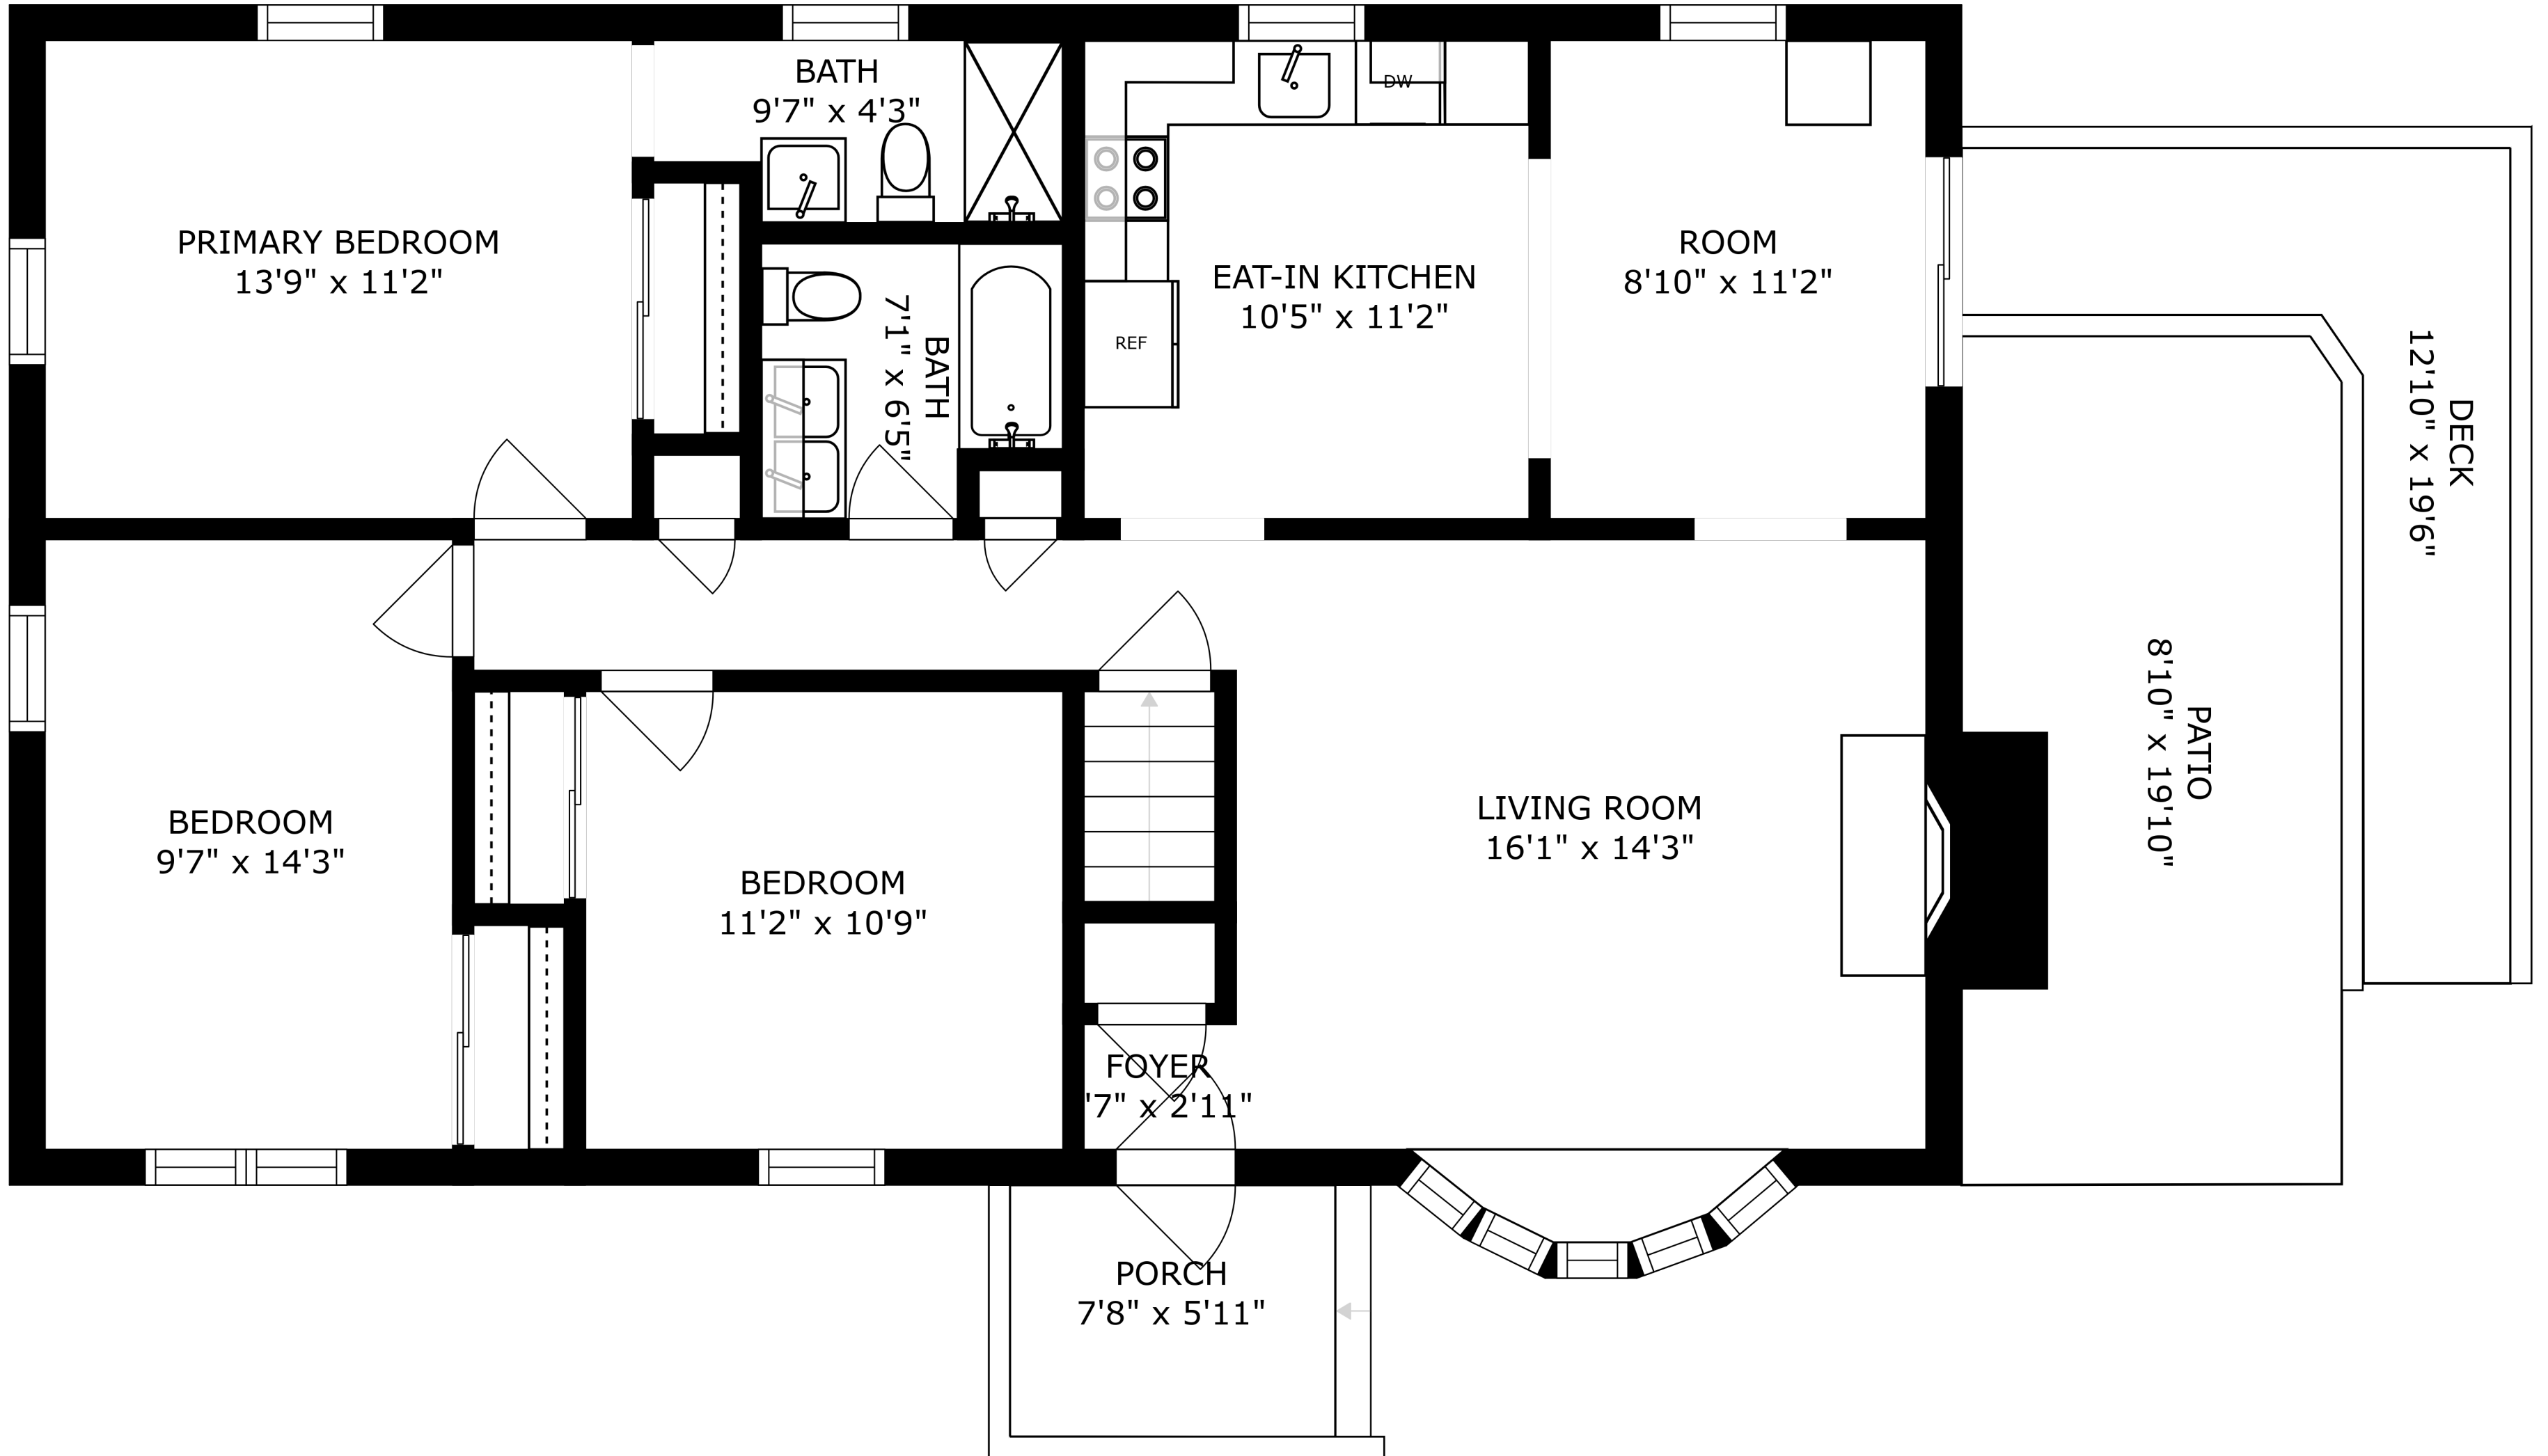 BATH
9'7" x 4'3"
DW
PRIMARY BEDROOM
13'9" x 11'2"
BATH
7'1" x 6'5"
EAT-IN KITCHEN
10'5" x 11'2"
REF
ROOM
8'10" x 11'2"
DECK
12'10" x 19'6"
PATIO
8'10" x 19'10"
BEDROOM
9'7" x 14'3"
BEDROOM
11'2" x 10'9"
LIVING ROOM
16'1" x 14'3"
FOYER
'7" x 2'11"
PORCH
7'8" x 5'11"